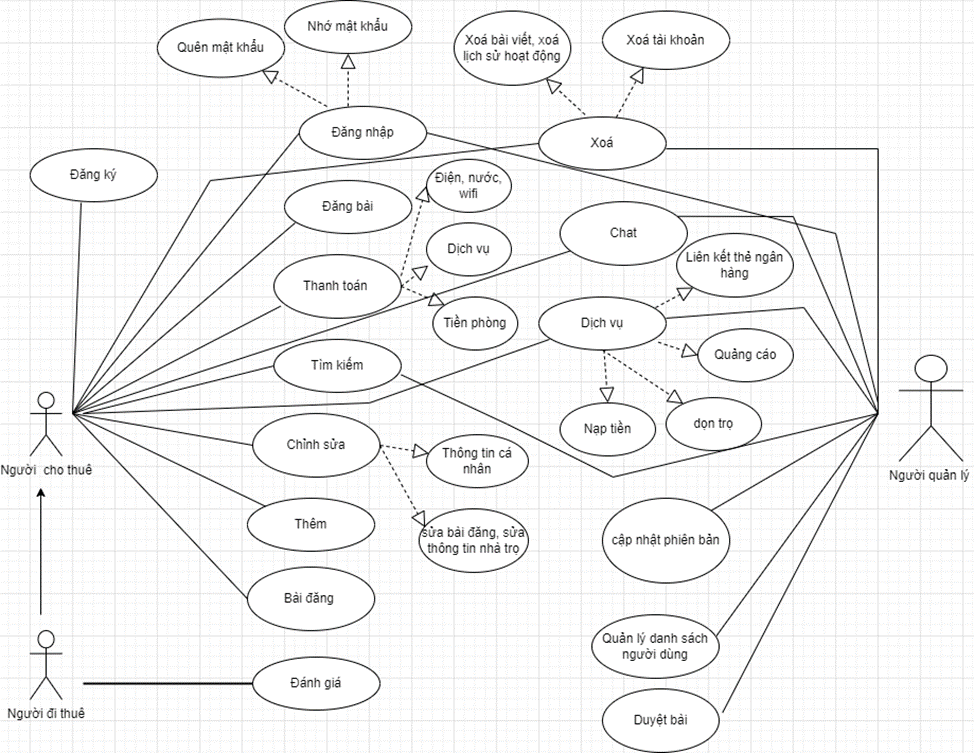 Nhớ mật khẩu
Quên mật khẩu
Xoá bài viết, xoá
lịch sử hoạt động
Xoá tài khoản
Đăng nhập
Xoá
Đăng ký
Điện, nước,
wifi
Đăng bài
Chat
Dịch vụ
Liên kết thẻ ngân
hàng
Thanh toán
Tiền phòng
Dịch vụ
Quảng cáo
Tìm kiếm
Nạp tiền
dọn trọ
Chỉnh sửa
Thông tin cá
nhân
Người cho thuê
Người quản lý
Thêm
sửa bài đăng, sửa
thông tin nhà trọ
cập nhật phiên bản
Bài đăng
Quản lý danh sách
người dùng
Đánh giá
Người đi thuê
Duyệt bài